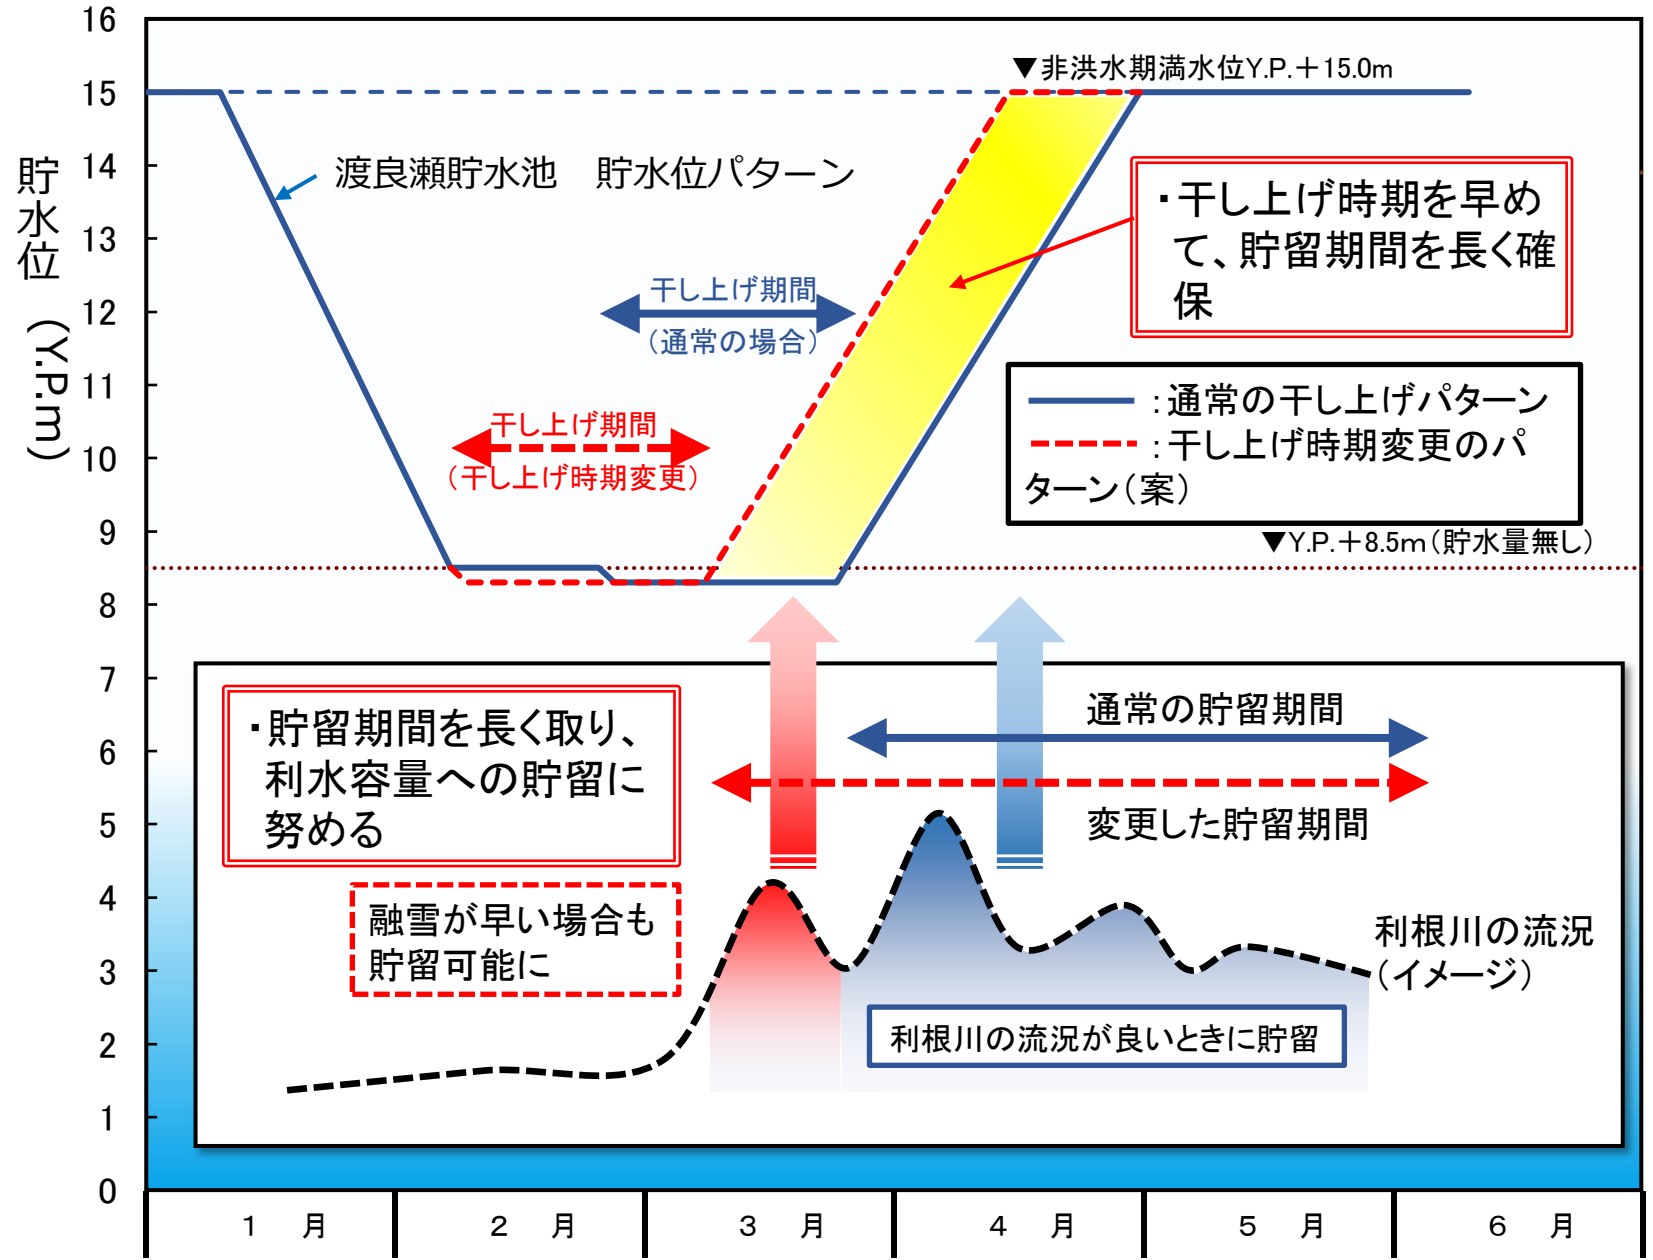 16
15
14
13
12
11
10
9
8
7
6
5
4
3
2
1
0
貯水位（Y.P.m）
▼非洪水期満水位Y.P.＋15.0m
渡良瀬貯水池　貯水位パターン
・干し上げ時期を早め
て、貯留期間を長く確
保
干し上げ期間
（通常の場合）
干し上げ期間
（干し上げ時期変更）
：通常の干し上げパターン
：干し上げ時期変更のパ
ターン（案）
▼Y.P.＋8.5m（貯水量無し）
・貯留期間を長く取り、
利水容量への貯留に
努める
通常の貯留期間
変更した貯留期間
融雪が早い場合も
貯留可能に
利根川の流況
（イメージ）
利根川の流況が良いときに貯留
1　月
2　月
3　月
4　月
5　月
6　月